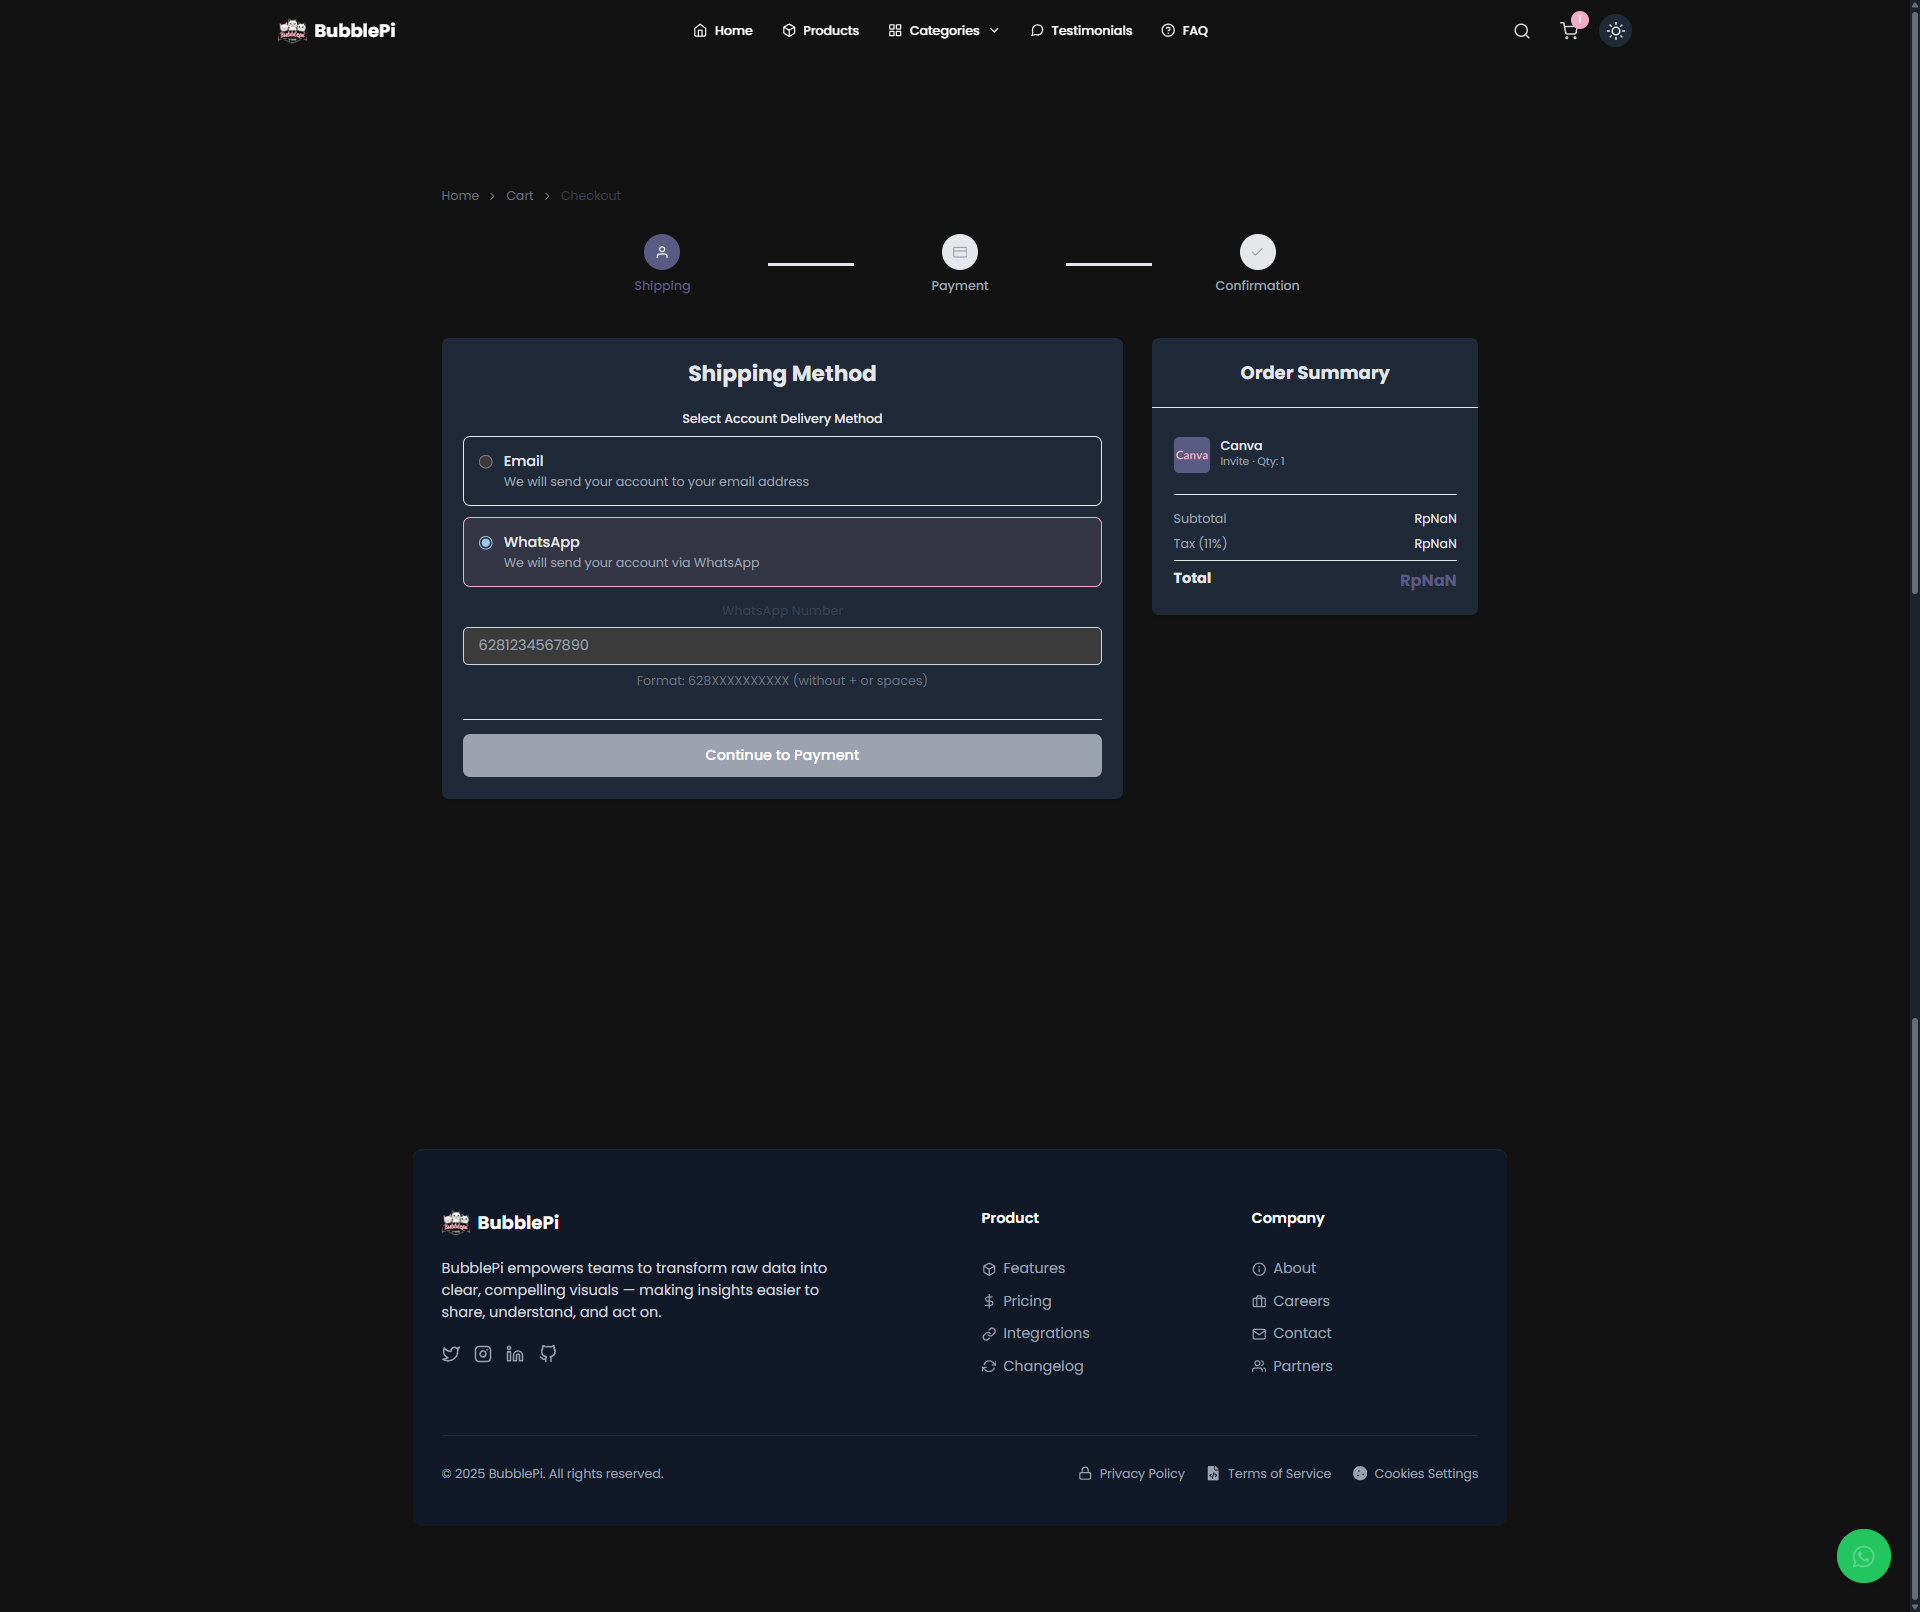 BubblePi
Home
Products
Categories
Testimonials
FAQ
1
Home > Cart > Checkout
Shipping
Payment
Confirmation
Shipping Method
Select Account Delivery Method
Email
We will send your account to your email address
WhatsApp
We will send your account via WhatsApp
WhatsApp Number
6281234567890
Format: 628XXXXXXXXXX (without + or spaces)
Continue to Payment
Order Summary
Canva
Canva
Invite · Qty: 1
Subtotal RpNaN
Tax (11%) RpNaN
Total RpNaN
BubblePi
BubblePi empowers teams to transform raw data into
clear, compelling visuals — making insights easier to
share, understand, and act on.
Product
Features
Pricing
Integrations
Changelog
Company
About
Careers
Contact
Partners
© 2025 BubblePi. All rights reserved.
Privacy Policy
Terms of Service
Cookies Settings